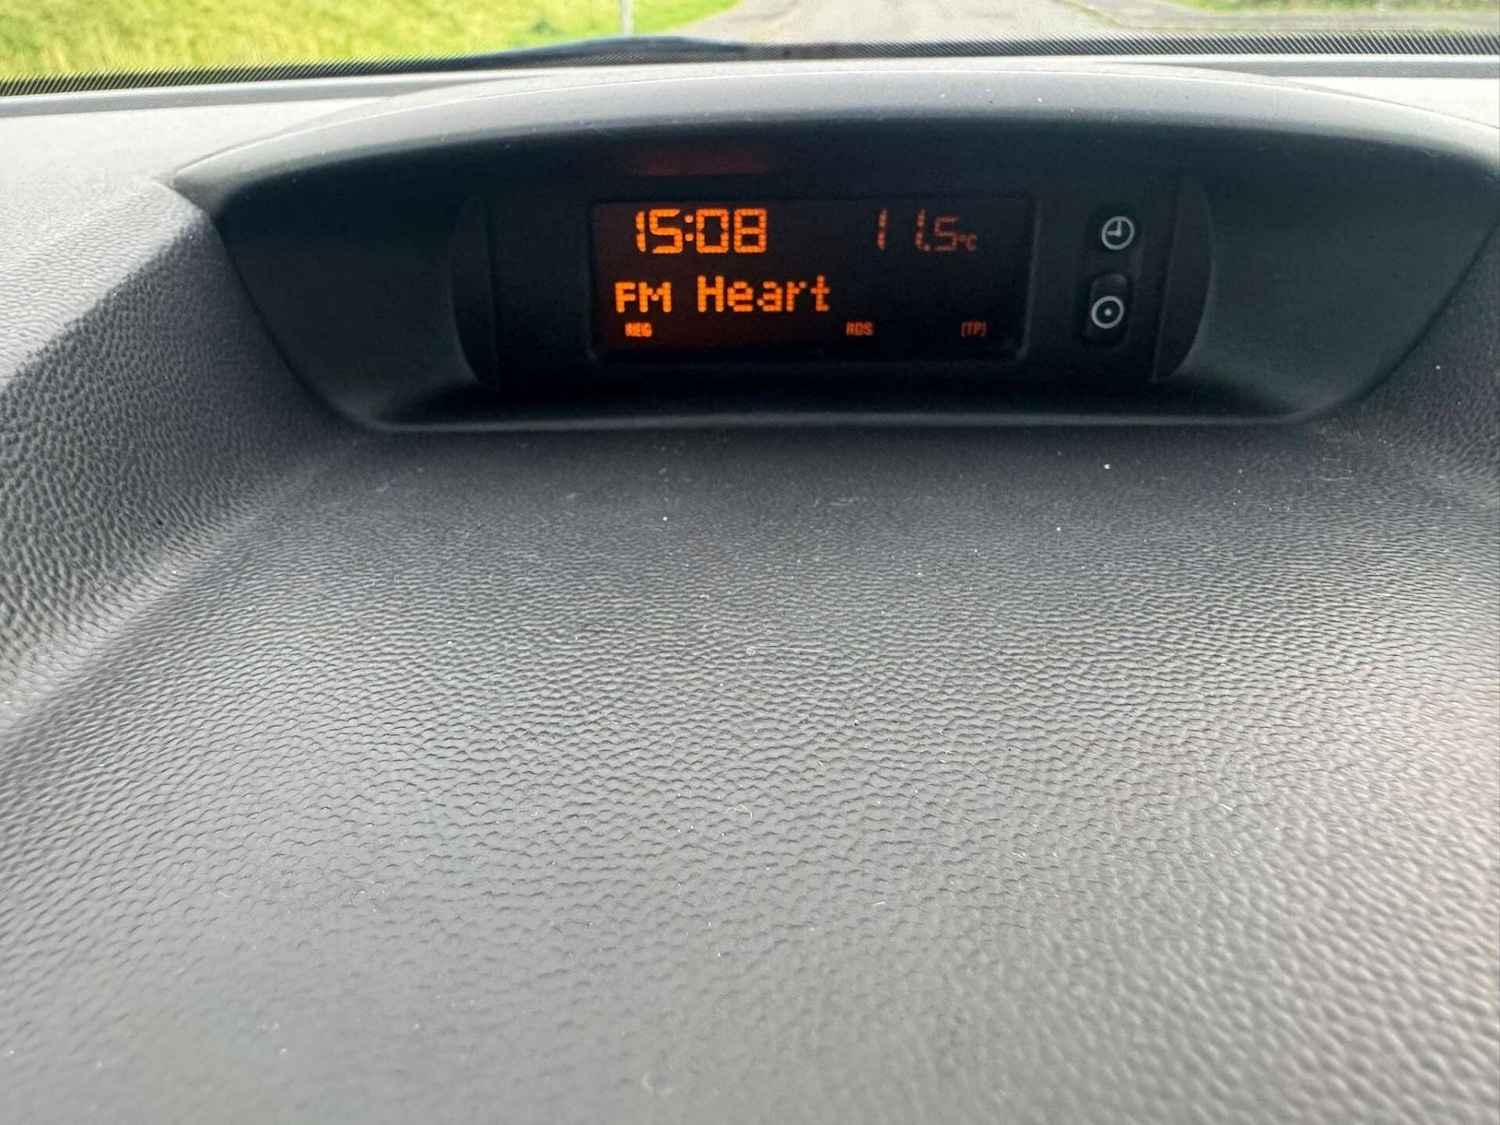 15:08 11.5°C
FM Heart
REG RDS [TP]